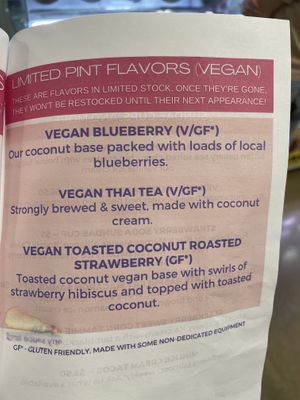 LIMITED PINT FLAVORS (VEGAN)
THESE ARE FLAVORS IN LIMITED STOCK. ONCE THEY'RE GONE,
THEY WON'T BE RESTOCKED UNTIL THEIR NEXT APPEARANCE!
VEGAN BLUEBERRY (V/GF*)
Our coconut base packed with loads of local
blueberries.
VEGAN THAI TEA (V/GF*)
Strongly brewed & sweet, made with coconut
cream.
VEGAN TOASTED COCONUT ROASTED
STRAWBERRY (GF*)
Toasted coconut vegan base with swirls of
strawberry hibiscus and topped with toasted
coconut.
GF* - GLUTEN FRIENDLY, MADE WITH SOME NON-DEDICATED EQUIPMENT